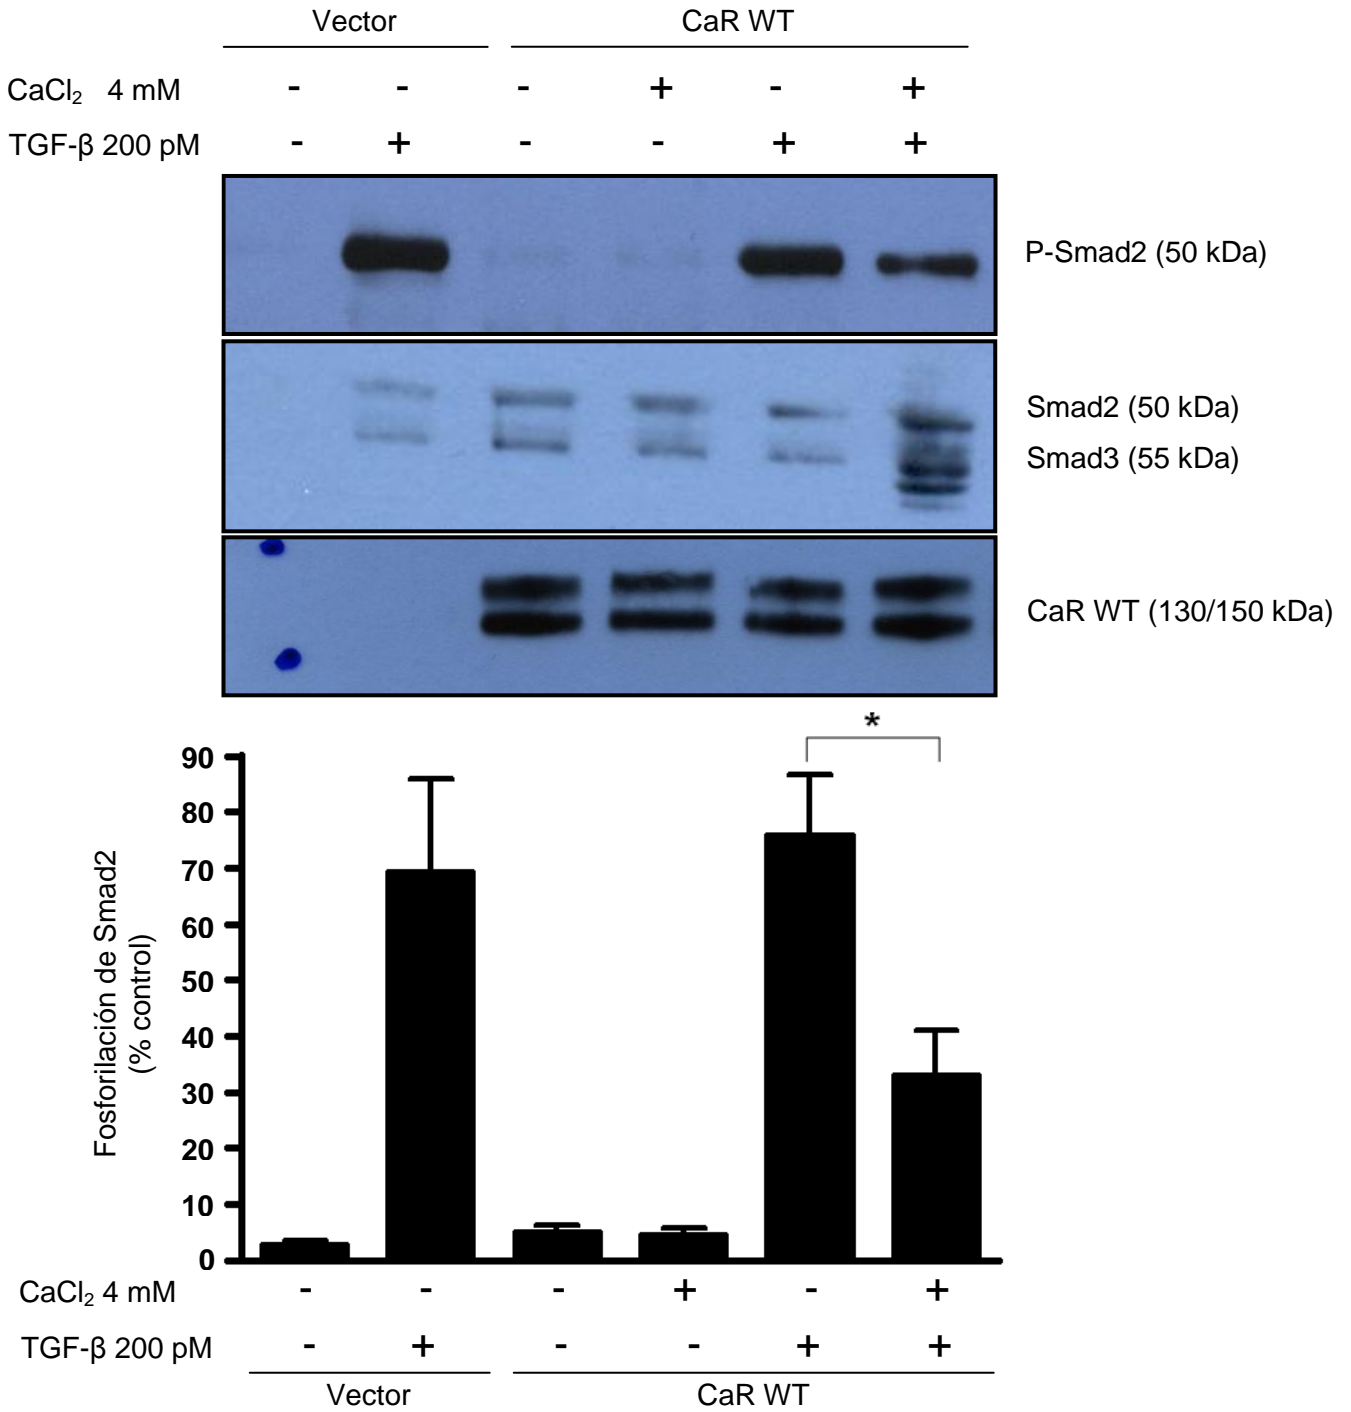 Vector CaR WT
CaCl₂ 4 mM - - - + - +
TGF-β 200 pM - + - - + +
P-Smad2 (50 kDa)
Smad2 (50 kDa)
Smad3 (55 kDa)
CaR WT (130/150 kDa)
*
90
80
70
60
50
40
30
20
10
0
Fosforilación de Smad2
(% control)
CaCl₂ 4 mM - - - + - +
TGF-β 200 pM - + - - + +
Vector CaR WT